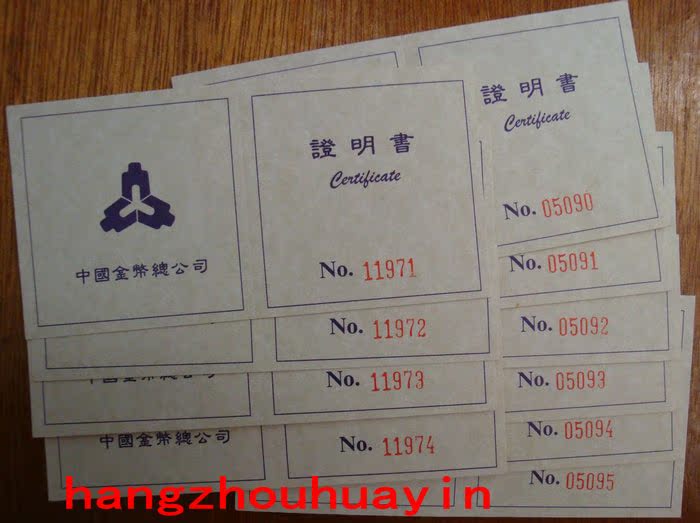 中國金幣總公司
證明書
Certificate
No. 11971
No. 11972
No. 11973
中國金幣總公司
No. 11974
證明書
Certificate
No. 05090
No. 05091
No. 05092
No. 05093
No. 05094
No. 05095
hangzhouhuayin